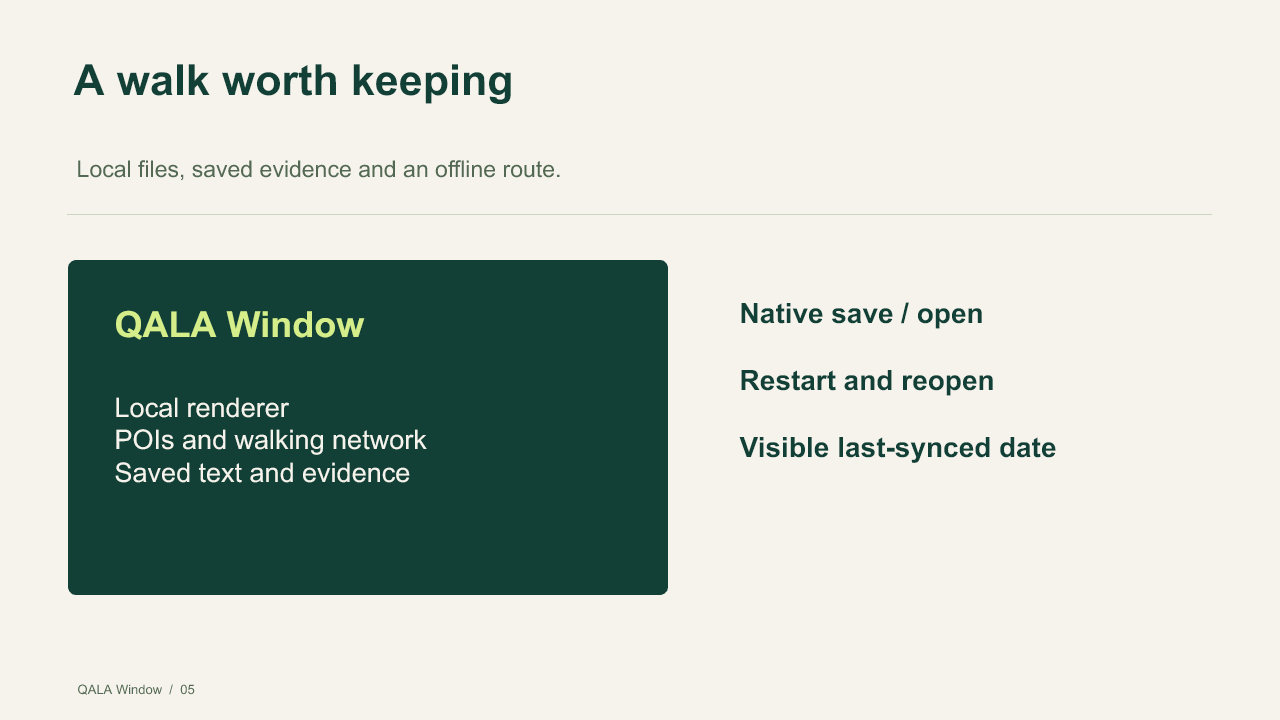 A walk worth keeping
Local files, saved evidence and an offline route.
QALA Window
Local renderer
POIs and walking network
Saved text and evidence
Native save / open
Restart and reopen
Visible last-synced date
QALA Window / 05